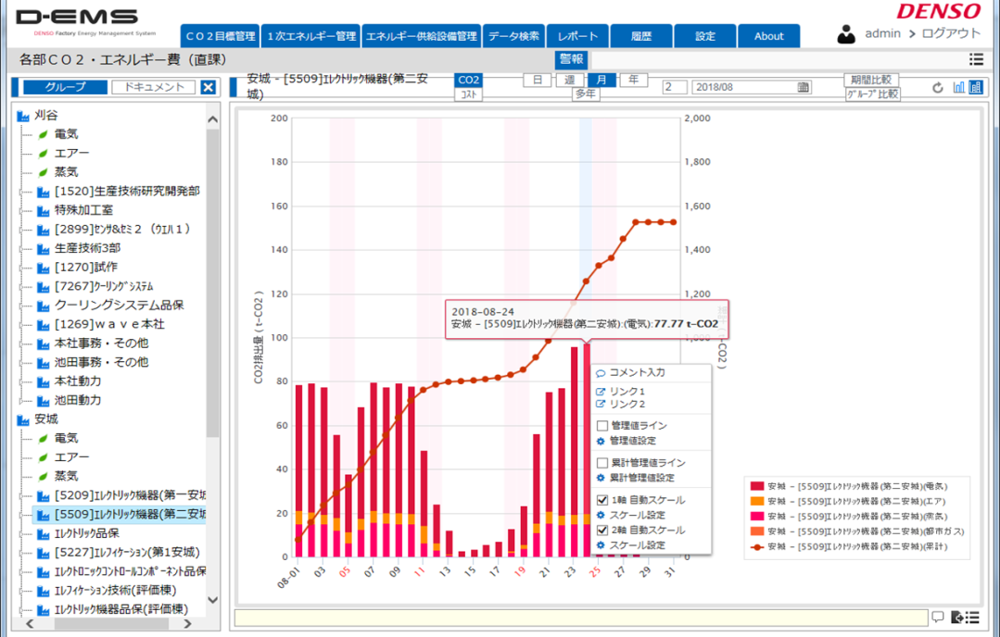 D-EMS
DENSO Factory Energy Management System
DENSO
CO2目標管理
1次エネルギー管理
エネルギー供給設備管理
データ検索
レポート
履歴
設定
About
admin > ログアウト
各部CO2・エネルギー費（直課）
警報
グループ
ドキュメント
安城 - [5509]ｴﾚｸﾄﾘｯｸ機器(第二安城)
CO2
ｺｽﾄ
日
週
月
年
多年
2
2018/08
期間比較
ｸﾞﾙｰﾌﾟ比較
刈谷
電気
エアー
蒸気
[1520]生産技術研究開発部
特殊加工室
[2899]ｾﾝｻ&ｾﾐ２（ｳｴﾊ１）
生産技術3部
[1270]試作
[7267]ｸｰﾘﾝｸﾞｼｽﾃﾑ
クーリングシステム品保
[1269]ｗａｖｅ本社
本社事務・その他
池田事務・その他
本社動力
池田動力
安城
電気
エアー
蒸気
[5209]ｴﾚｸﾄﾘｯｸ機器(第一安城
[5509]ｴﾚｸﾄﾘｯｸ機器(第二安城
ｴﾚｸﾄﾘｯｸ品保
[5227]ｴﾚﾌｨｹｰｼｮﾝ(第1安城)
ｴﾚｸﾄﾛﾆｯｸｺﾝﾄﾛｰﾙｺﾝﾎﾟｰﾈﾝﾄ品保
ｴﾚﾌｨｹｰｼｮﾝ技術(評価棟)
ｴﾚｸﾄﾘｯｸ機器品保(評価棟)
CO2排出量 ( t-CO2 )
200
180
160
140
120
100
80
60
40
20
0
2,000
1,800
1,600
1,400
1,200
1,000
0
08-01
03
05
07
09
11
13
15
17
19
21
23
25
27
29
31
2018-08-24
安城 - [5509]ｴﾚｸﾄﾘｯｸ機器(第二安城):(電気):77.77 t-CO2
コメント入力
リンク１
リンク２
管理値ライン
管理値設定
累計管理値ライン
累計管理値設定
1軸 自動スケール
スケール設定
2軸 自動スケール
スケール設定
安城 - [5509]ｴﾚｸﾄﾘｯｸ機器(第二安城)(電気)
安城 - [5509]ｴﾚｸﾄﾘｯｸ機器(第二安城)(エア)
安城 - [5509]ｴﾚｸﾄﾘｯｸ機器(第二安城)(蒸気)
安城 - [5509]ｴﾚｸﾄﾘｯｸ機器(第二安城)(都市ガス)
安城 - [5509]ｴﾚｸﾄﾘｯｸ機器(第二安城)(累計)